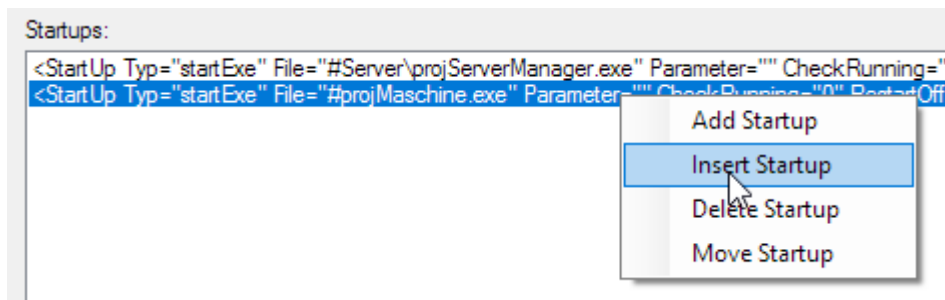 Startups:
<StartUp Typ="startExe" File="#Server\projServerManager.exe" Parameter="" CheckRunning="
<StartUp Typ="startExe" File="#projMaschine.exe" Parameter="" CheckRunning="0" RestartOff
Add Startup
Insert Startup
Delete Startup
Move Startup